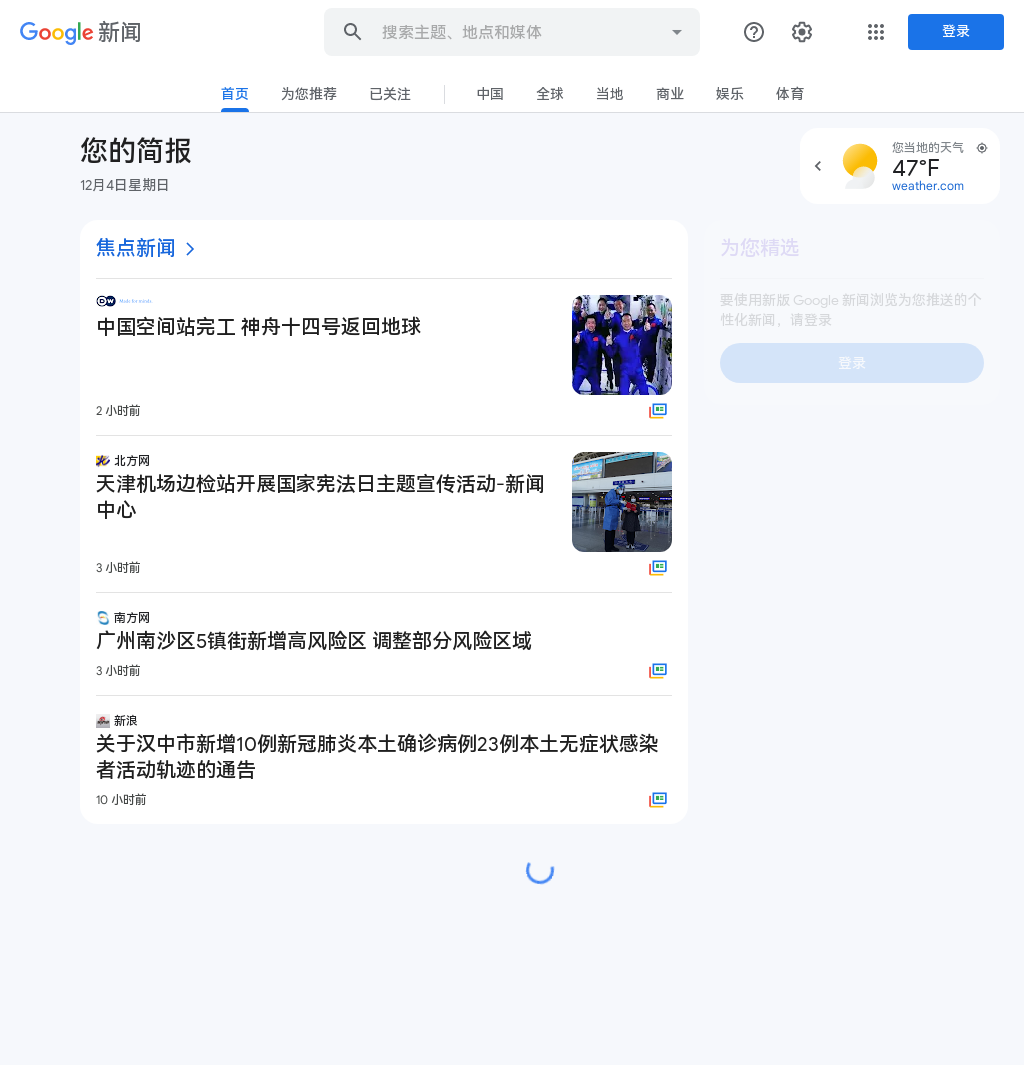 Google 新闻
搜索主题、地点和媒体
登录
首页
为您推荐
已关注
中国
全球
当地
商业
娱乐
体育
您的简报
12月4日星期日
您当地的天气
47°F
weather.com
焦点新闻
DW Made for minds.
中国空间站完工 神舟十四号返回地球
2 小时前
北方网
天津机场边检站开展国家宪法日主题宣传活动-新闻
中心
3 小时前
南方网
广州南沙区5镇街新增高风险区 调整部分风险区域
3 小时前
新浪
关于汉中市新增10例新冠肺炎本土确诊病例23例本土无症状感染
者活动轨迹的通告
10 小时前
为您精选
要使用新版 Google 新闻浏览为您推送的个
性化新闻，请登录
登录